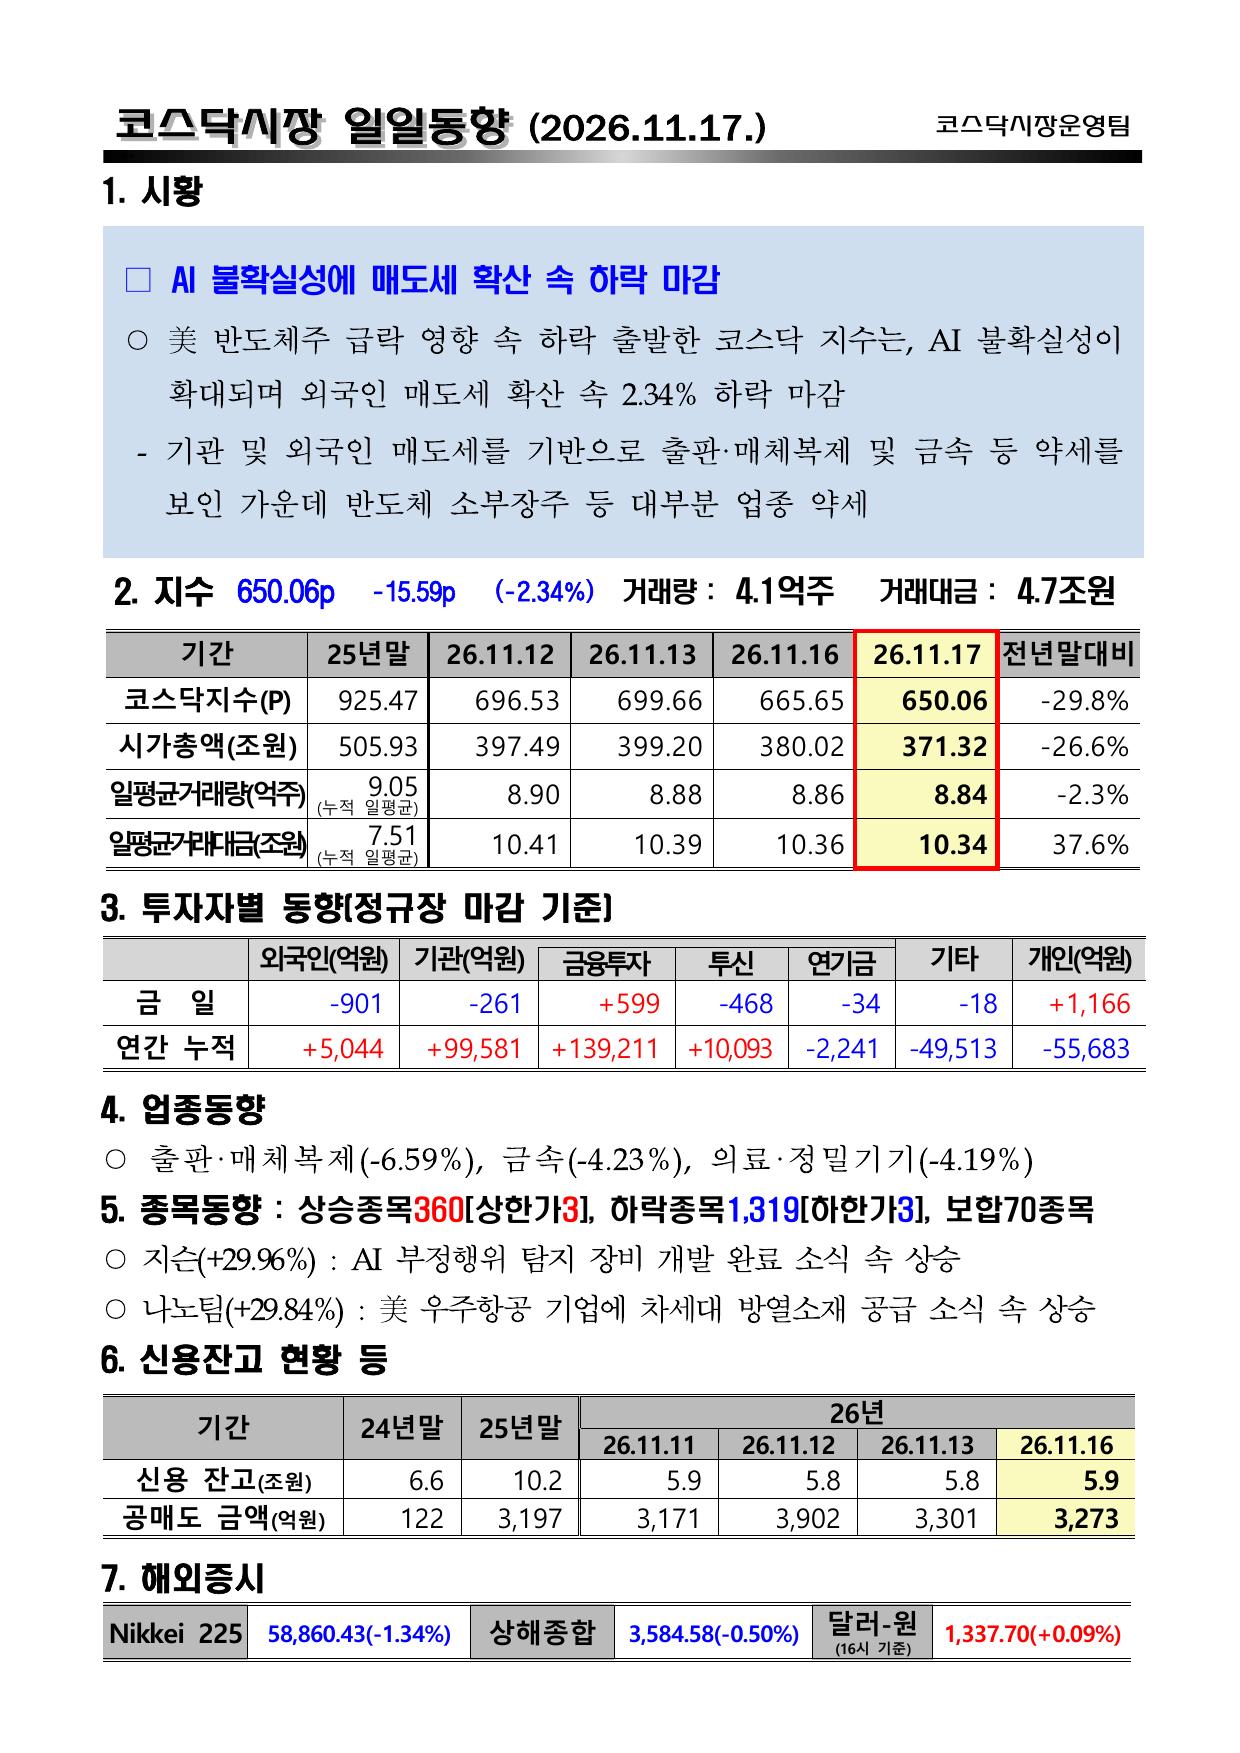 코스닥시장 일일동향 (2026.11.17.) 코스닥시장운영팀
1. 시황
□ AI 불확실성에 매도세 확산 속 하락 마감
○ 美 반도체주 급락 영향 속 하락 출발한 코스닥 지수는, AI 불확실성이
확대되며 외국인 매도세 확산 속 2.34% 하락 마감
- 기관 및 외국인 매도세를 기반으로 출판·매체복제 및 금속 등 약세를
보인 가운데 반도체 소부장주 등 대부분 업종 약세
2. 지수 650.06p -15.59p (-2.34%) 거래량 : 4.1억주 거래대금 : 4.7조원
기간 25년말 26.11.12 26.11.13 26.11.16 26.11.17 전년말대비
코스닥지수(P) 925.47 696.53 699.66 665.65 650.06 -29.8%
시가총액(조원) 505.93 397.49 399.20 380.02 371.32 -26.6%
일평균거래량(억주) 9.05 8.90 8.88 8.86 8.84 -2.3%
(누적 일평균)
일평균거래대금(조원) 7.51 10.41 10.39 10.36 10.34 37.6%
(누적 일평균)
3. 투자자별 동향(정규장 마감 기준)
외국인(억원) 기관(억원) 금융투자 투신 연기금 기타 개인(억원)
금 일 -901 -261 +599 -468 -34 -18 +1,166
연간 누적 +5,044 +99,581 +139,211 +10,093 -2,241 -49,513 -55,683
4. 업종동향
○ 출판·매체복제(-6.59%), 금속(-4.23%), 의료·정밀기기(-4.19%)
5. 종목동향 : 상승종목360[상한가3], 하락종목1,319[하한가3], 보합70종목
○ 지슨(+29.96%) : AI 부정행위 탐지 장비 개발 완료 소식 속 상승
○ 나노팀(+29.84%) : 美 우주항공 기업에 차세대 방열소재 공급 소식 속 상승
6. 신용잔고 현황 등
기간 24년말 25년말 26년
26.11.11 26.11.12 26.11.13 26.11.16
신용 잔고(조원) 6.6 10.2 5.9 5.8 5.8 5.9
공매도 금액(억원) 122 3,197 3,171 3,902 3,301 3,273
7. 해외증시
Nikkei 225 58,860.43(-1.34%) 상해종합 3,584.58(-0.50%) 달러-원 1,337.70(+0.09%)
(16시 기준)